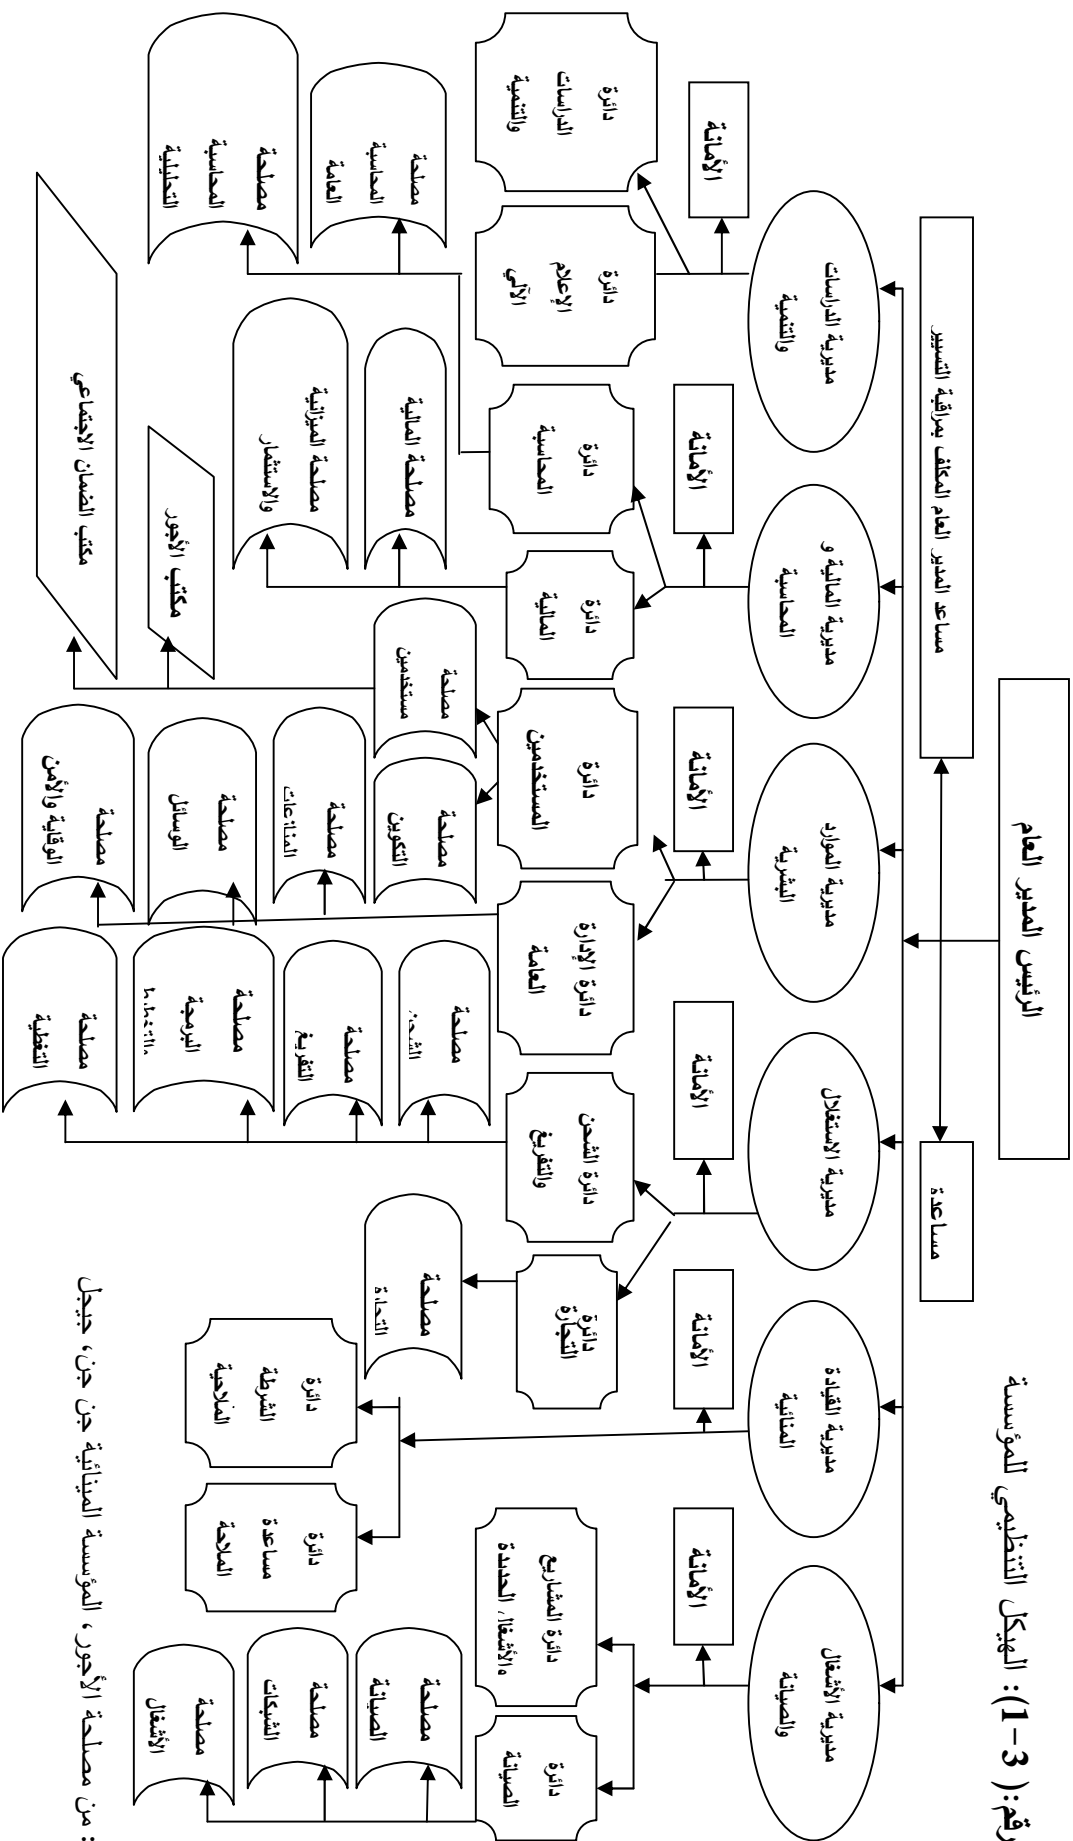 رقم:( 3-1): الهيكل التنظيمي للمؤسسة
الرئيس المدير العام
مساعدة
مساعد المدير العام المكلف بمراقبة التسيير
مديرية الأشغال
والصيانة
مديرية القيادة
المنائية
مديرية الاستغلال
مديرية الموارد
البشرية
مديرية المالية و
المحاسبة
مديرية الدراسات
والتنمية
الأمانة
الأمانة
الأمانة
الأمانة
الأمانة
الأمانة
دائرة
الصيانة
دائرة المشاريع
والأشغال الجديدة
دائرة
التجارة
دائرة الشحن
والتفريغ
دائرة الإدارة
العامة
دائرة
المستخدمين
دائرة
المالية
دائرة
المحاسبة
دائرة
الإعلام
الآلي
دائرة
الدراسات
والتنمية
مصلحة
الصيانة
مصلحة
الشبكات
مصلحة
الأشغال
دائرة
مساعدة
الملاحة
دائرة
الشرطة
الملاحية
مصلحة
التجارة
مصلحة
الشحن
مصلحة
التفريغ
مصلحة
البرمجة
مصلحة
التغطية
مصلحة
التكوين
مصلحة
مستخدمين
مصلحة
المنازعات
مصلحة
الوسائل
مصلحة
الوقاية والأمن
مصلحة المالية
مصلحة الميزانية
والاستثمار
مصلحة
المحاسبة
العامة
مصلحة
المحاسبة
التحليلية
مكتب الأجور
مكتب الضمان الاجتماعي
: من مصلحة الأجور، المؤسسة المينائية جن جن، جيجل